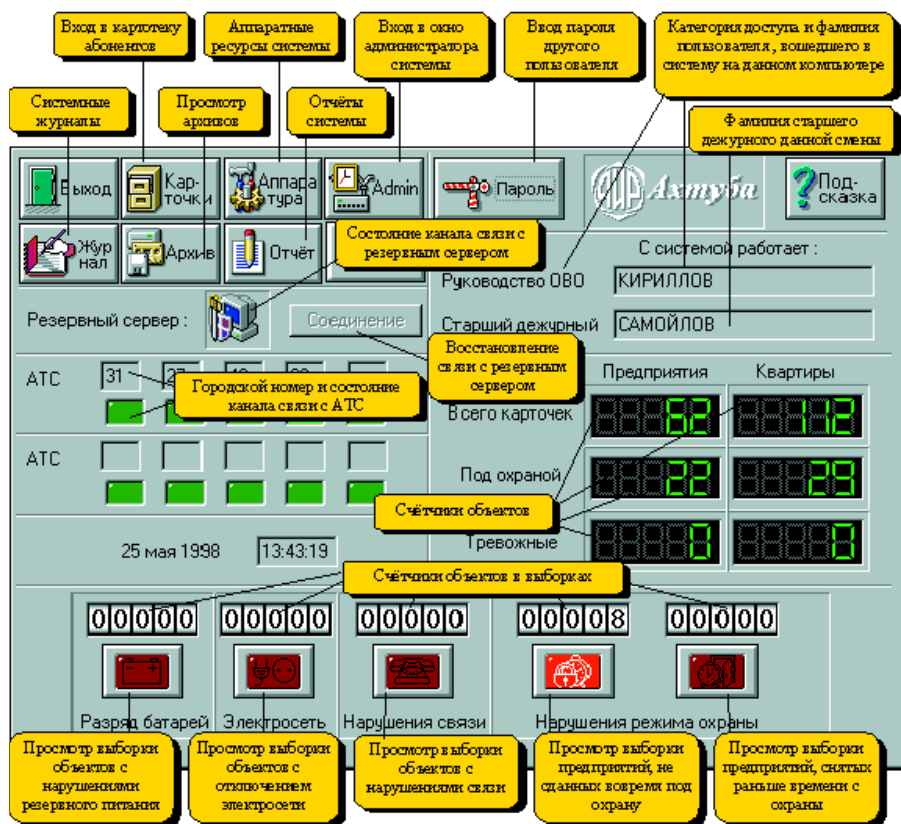 Вход в картотеку
абонентов
Аппаратные
ресурсы системы
Вход в окно
администратора
системы
Ввод пароля
другого
пользователя
Категория доступа и фамилия
пользователя, вошедшего в
систему на данном компьютере
Системные
журналы
Просмотр
архивов
Отчёты
системы
Фамилия старшего
дежурного данной смены
Выход
Кар-
точки
Аппара
тура
Admin
Пароль
Ахтуба
Под-
сказка
Жур
нал
Архив
Отчёт
Состояние канала связи с
резервным сервером
С системой работает :
Руководство ОВО
КИРИЛЛОВ
Резервный сервер :
Соединение
Старший дежурный
САМОЙЛОВ
Восстановление
связи с резервным
сервером
АТС
31
Городской номер и состояние
канала связи с АТС
Предприятия
Квартиры
Всего карточек
52
112
АТС
Под охраной
22
29
Счётчики объектов
Тревожные
0
0
25 мая 1998
13:43:19
Счётчики объектов в выборках
00000
00000
00000
00008
00000
Разряд батарей
Электросеть
Нарушения связи
Нарушения режима охраны
Просмотр выборки
объектов с
нарушениями
резервного питания
Просмотр выборки
объектов с
отключением
электросети
Просмотр выборки
объектов с
нарушениями связи
Просмотр выборки
предприятий, не
сданных вовремя под
охрану
Просмотр выборки
предприятий, снятых
раньше времени с
охраны